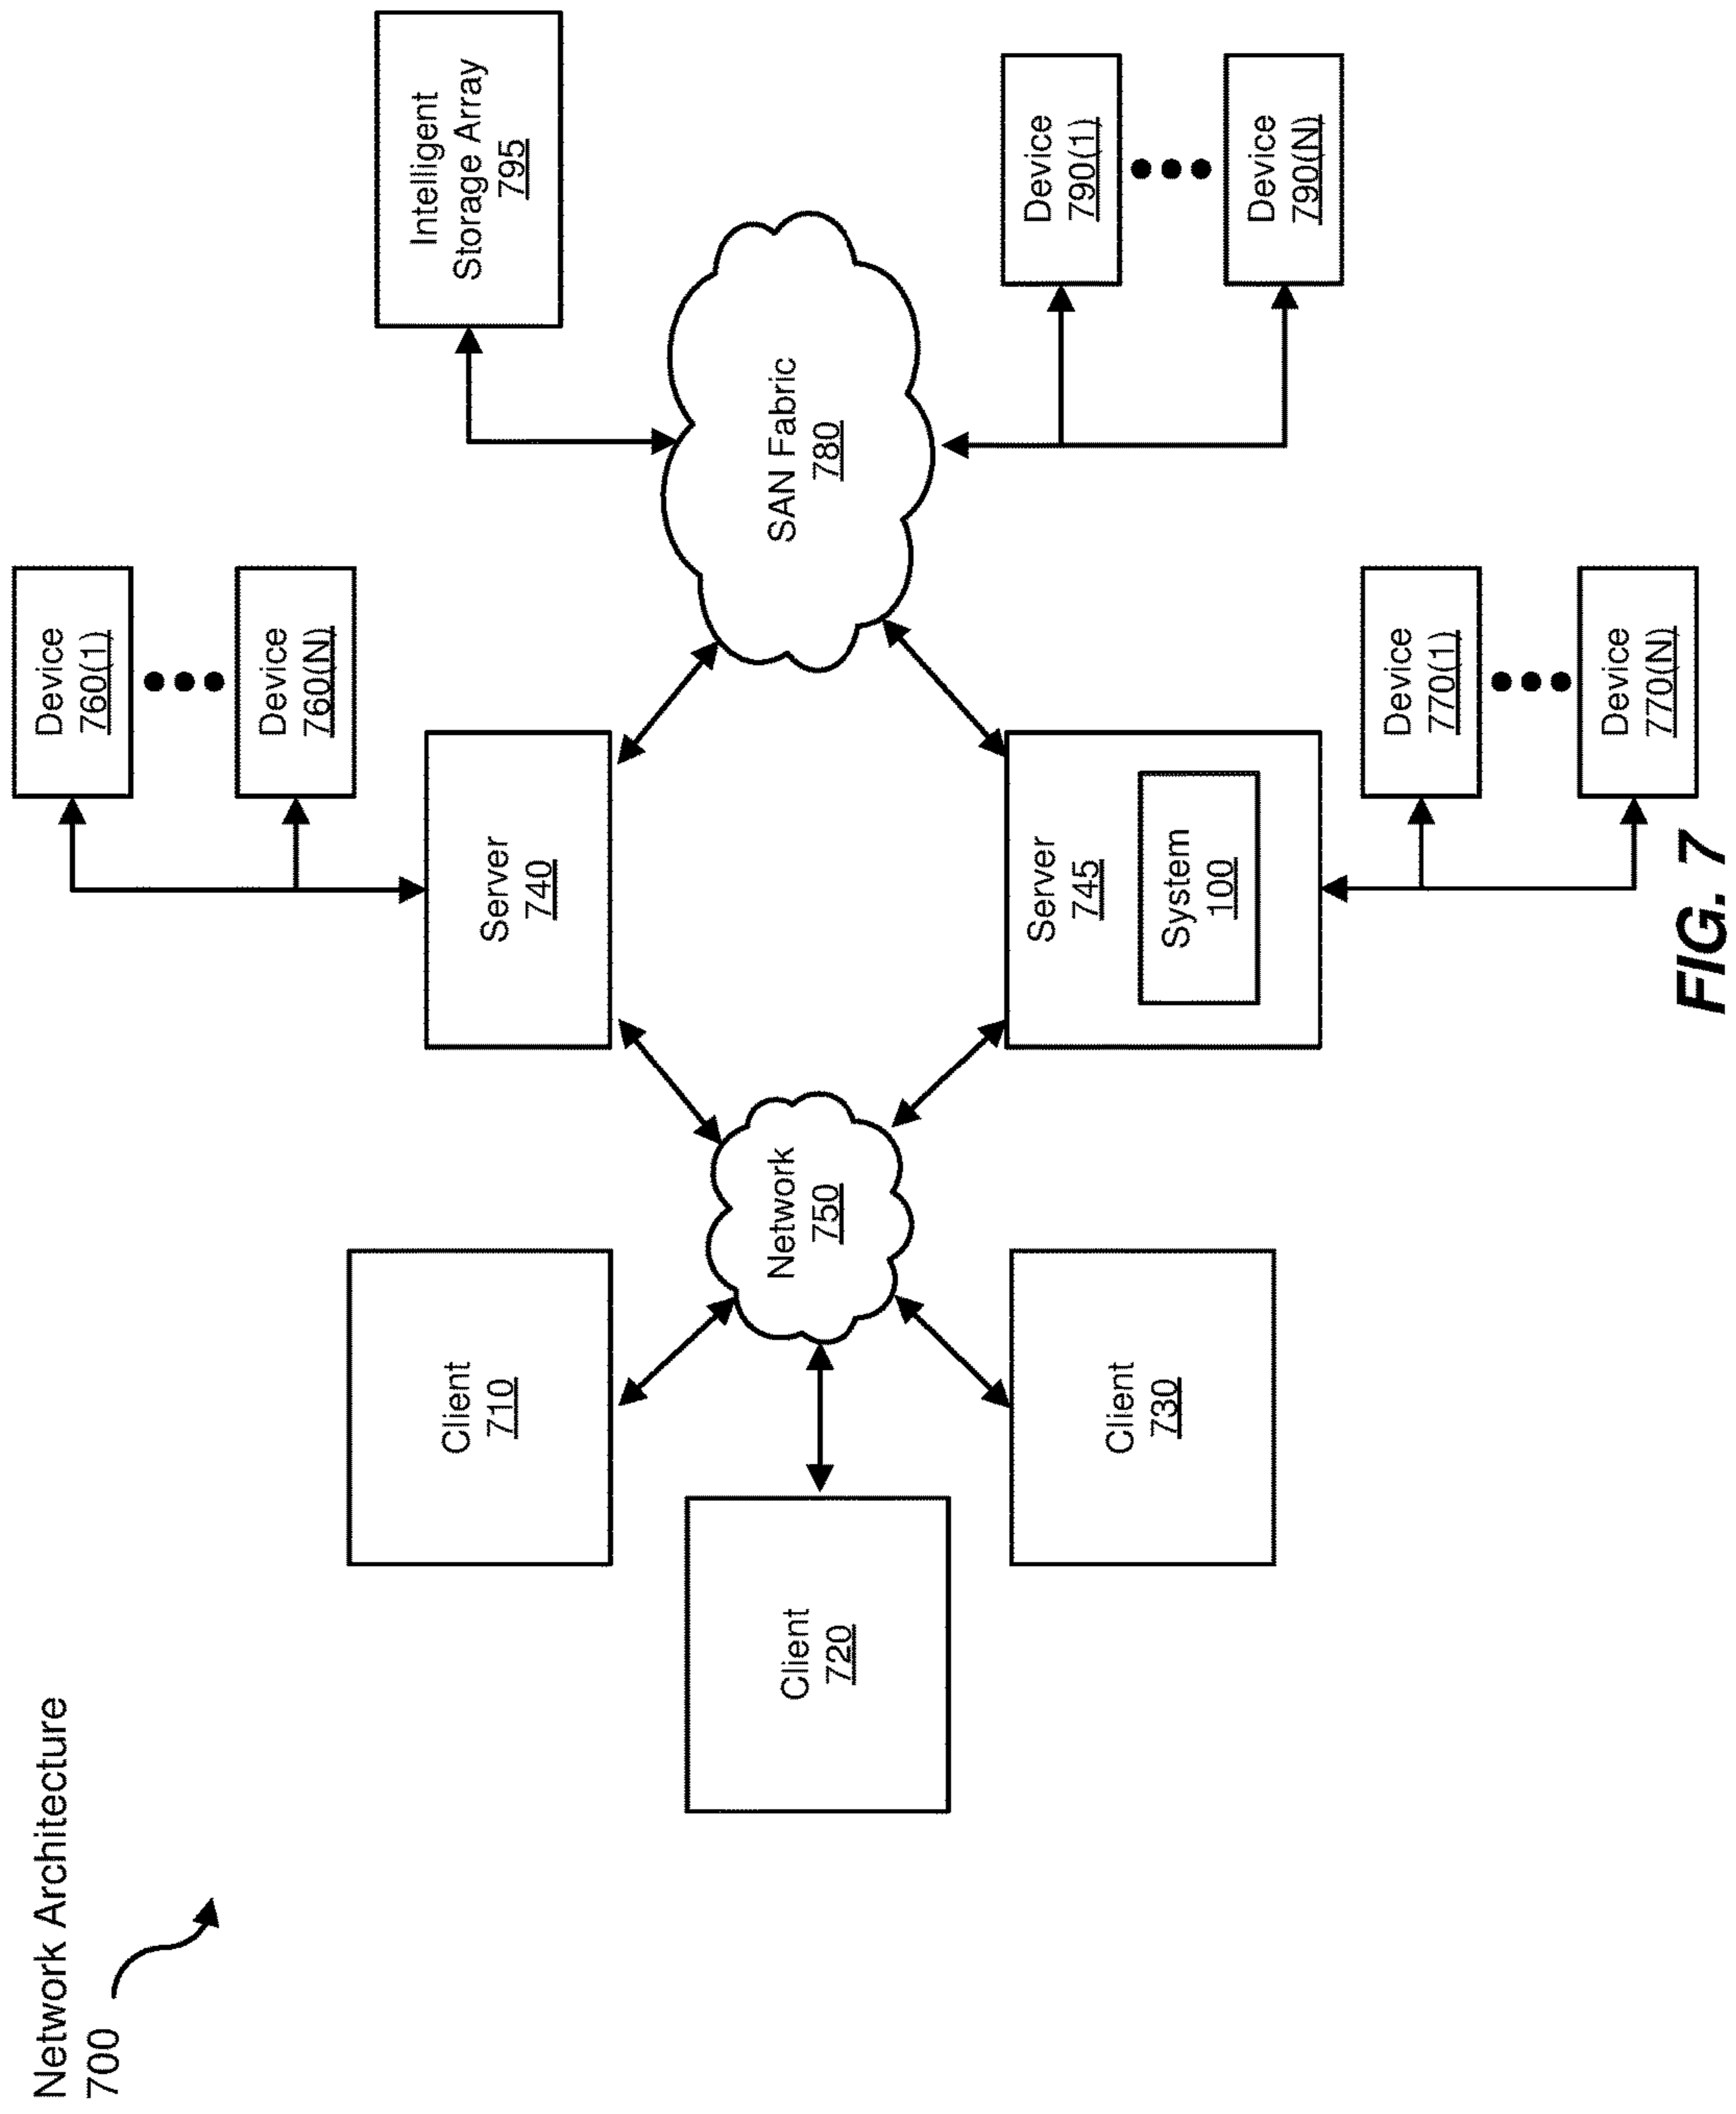 Network Architecture
700
Client
710
Client
720
Client
730
Network
750
Server
740
Server
745
System
100
Device
760(1)
Device
760(N)
Device
770(1)
Device
770(N)
SAN Fabric
780
Intelligent
Storage Array
795
Device
790(1)
Device
790(N)
FIG. 7